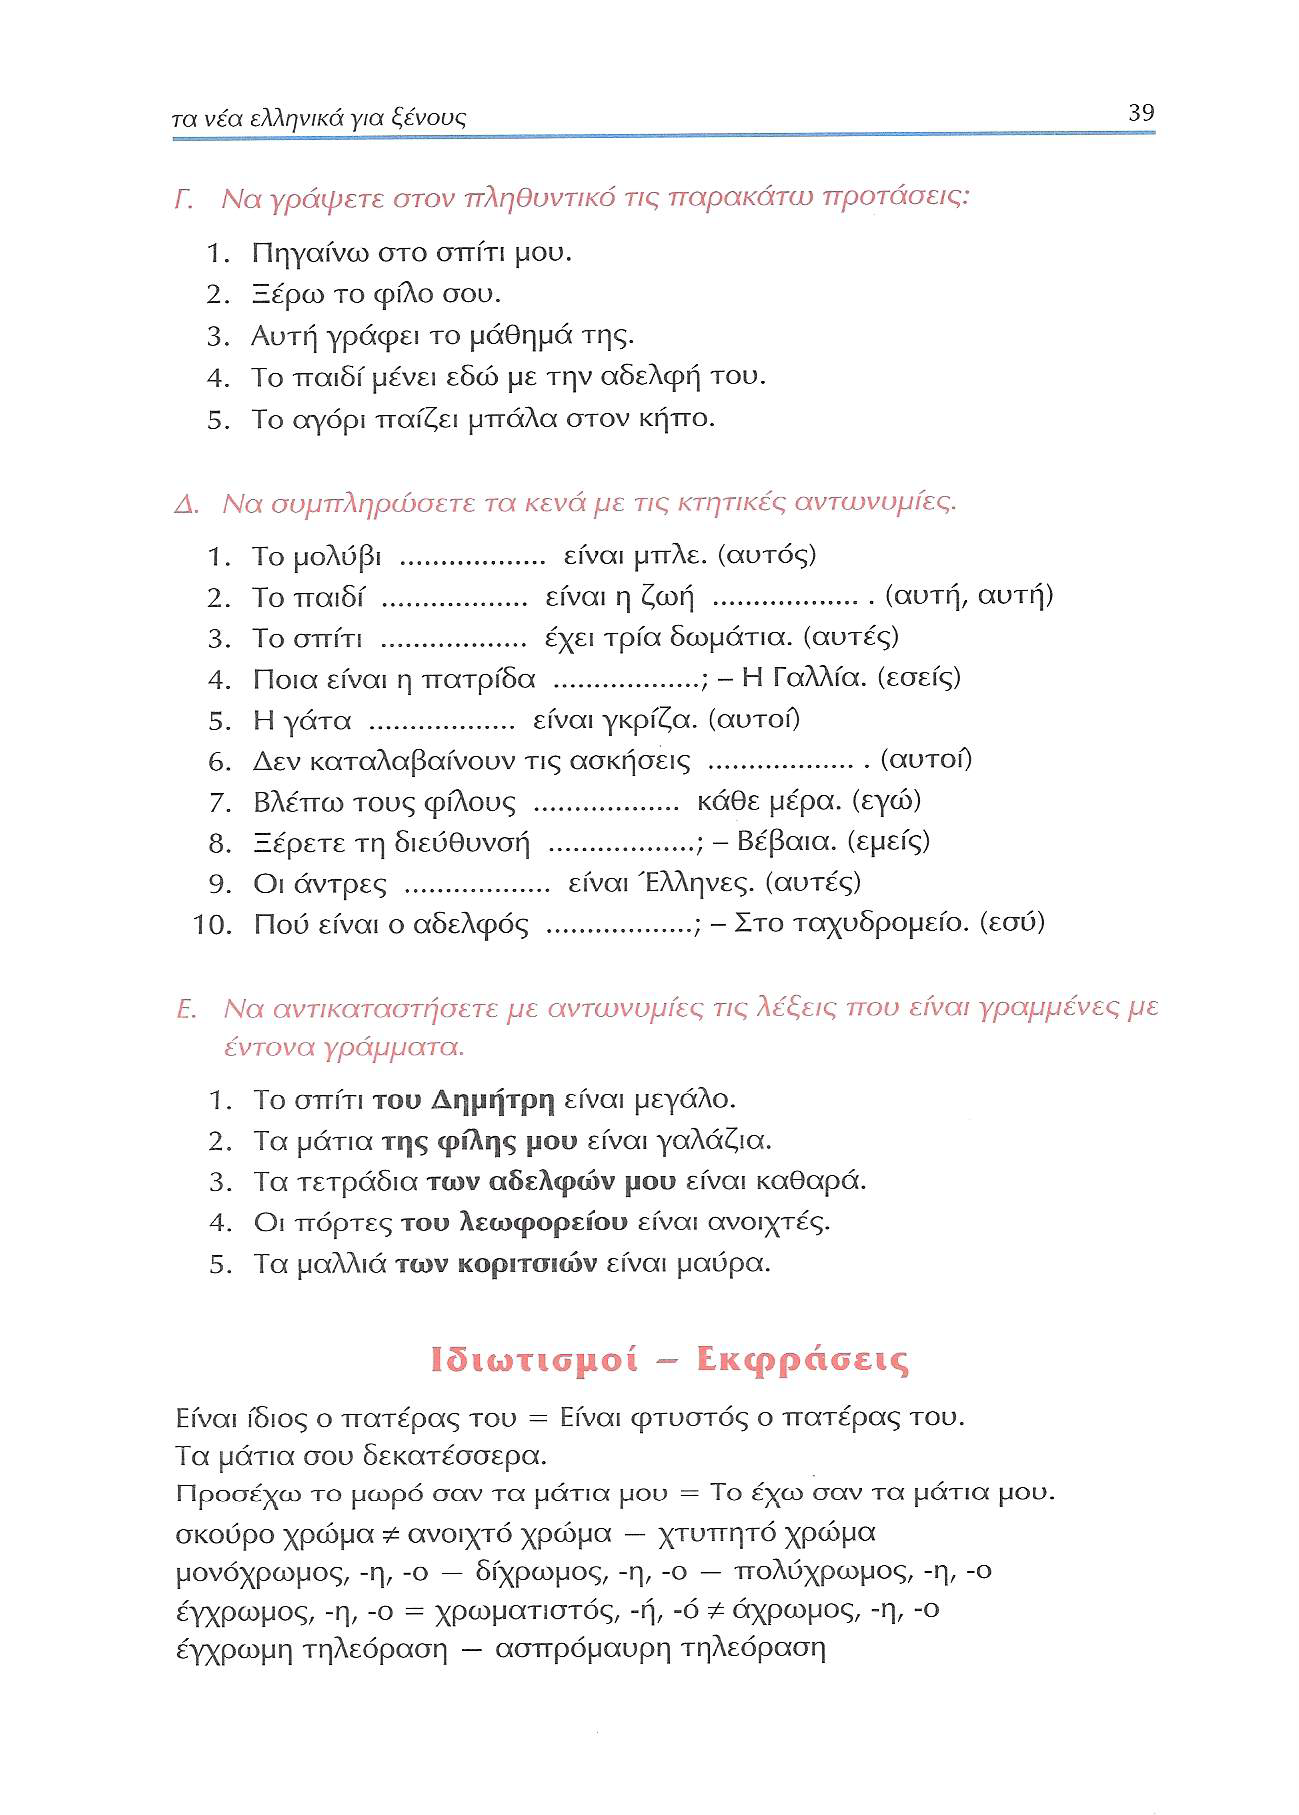 τα νέα ελληνικά για ξένους 39
Γ. Να γράψετε στον πληθυντικό τις παρακάτω προτάσεις:
1. Πηγαίνω στο σπίτι μου.
2. Ξέρω το φίλο σου.
3. Αυτή γράφει το μάθημά της.
4. Το παιδί μένει εδώ με την αδελφή του.
5. Το αγόρι παίζει μπάλα στον κήπο.
Δ. Να συμπληρώσετε τα κενά με τις κτητικές αντωνυμίες.
1. Το μολύβι .................. είναι μπλε. (αυτός)
2. Το παιδί .................. είναι η ζωή .................. . (αυτή, αυτή)
3. Το σπίτι .................. έχει τρία δωμάτια. (αυτές)
4. Ποια είναι η πατρίδα ..................; – Η Γαλλία. (εσείς)
5. Η γάτα .................. είναι γκρίζα. (αυτοί)
6. Δεν καταλαβαίνουν τις ασκήσεις .................. . (αυτοί)
7. Βλέπω τους φίλους .................. κάθε μέρα. (εγώ)
8. Ξέρετε τη διεύθυνσή ..................; – Βέβαια. (εμείς)
9. Οι άντρες .................. είναι Έλληνες. (αυτές)
10. Πού είναι ο αδελφός ..................; – Στο ταχυδρομείο. (εσύ)
Ε. Να αντικαταστήσετε με αντωνυμίες τις λέξεις που είναι γραμμένες με
έντονα γράμματα.
1. Το σπίτι του Δημήτρη είναι μεγάλο.
2. Τα μάτια της φίλης μου είναι γαλάζια.
3. Τα τετράδια των αδελφών μου είναι καθαρά.
4. Οι πόρτες του λεωφορείου είναι ανοιχτές.
5. Τα μαλλιά των κοριτσιών είναι μαύρα.
Ιδιωτισμοί – Εκφράσεις
Είναι ίδιος ο πατέρας του = Είναι φτυστός ο πατέρας του.
Τα μάτια σου δεκατέσσερα.
Προσέχω το μωρό σαν τα μάτια μου = Το έχω σαν τα μάτια μου.
σκούρο χρώμα ≠ ανοιχτό χρώμα – χτυπητό χρώμα
μονόχρωμος, -η, -ο – δίχρωμος, -η, -ο – πολύχρωμος, -η, -ο
έγχρωμος, -η, -ο = χρωματιστός, -ή, -ό ≠ άχρωμος, -η, -ο
έγχρωμη τηλεόραση – ασπρόμαυρη τηλεόραση